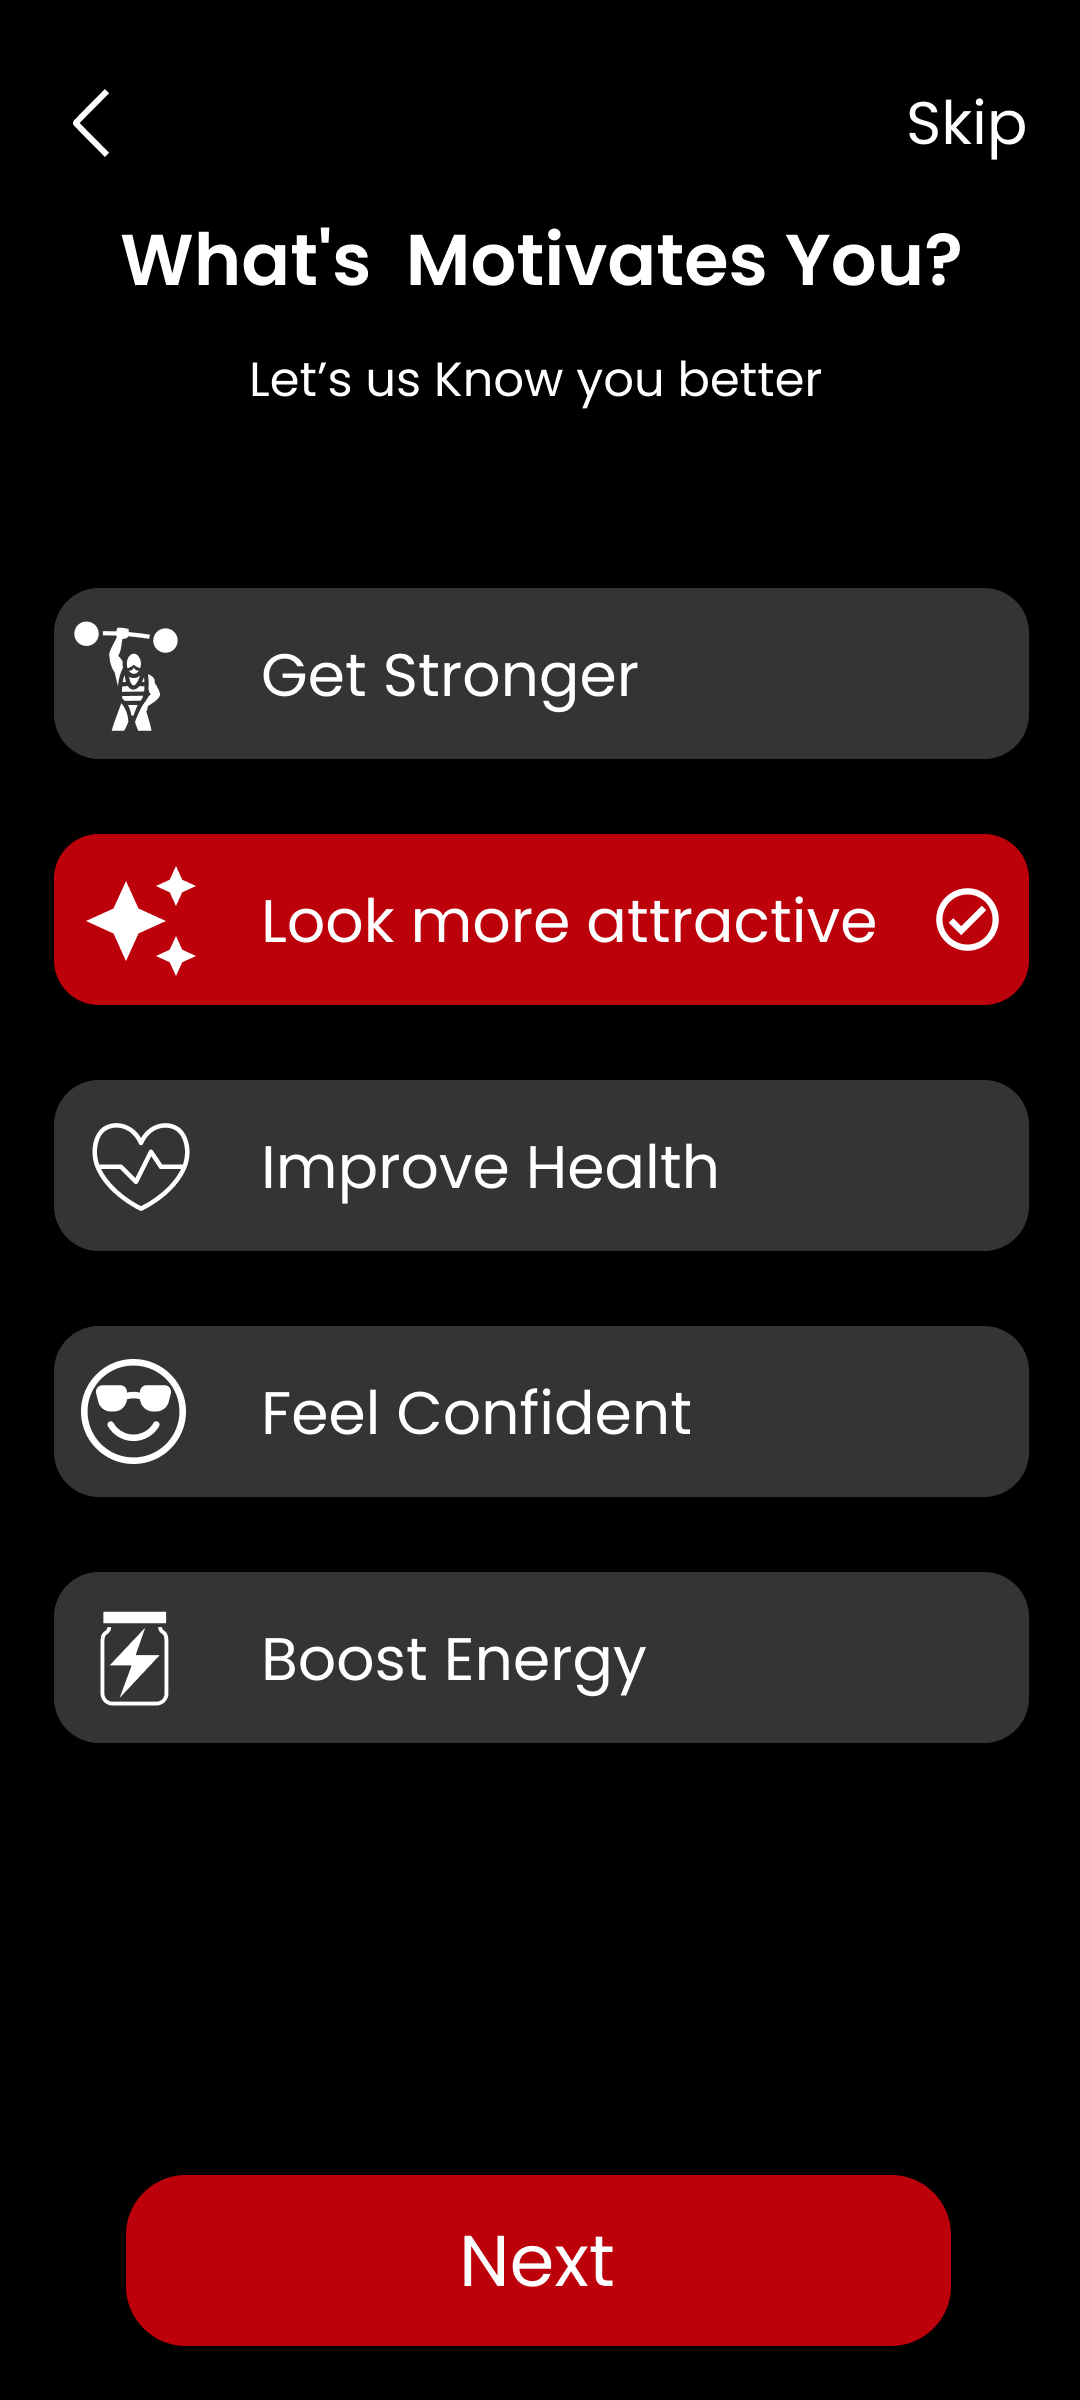 Skip
What's  Motivates You?
Let’s us Know you better
Get Stronger
Look more attractive
Improve Health
Feel Confident
Boost Energy
Next